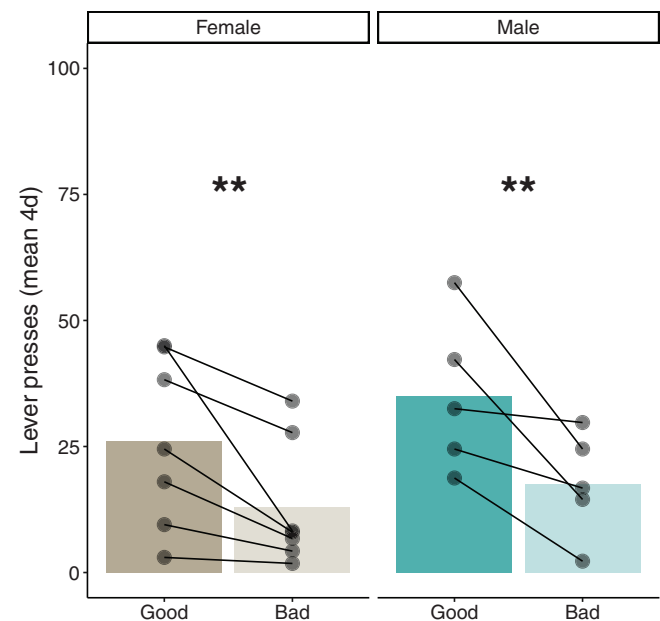 Female
Male
Lever presses (mean 4d)
100
75
50
25
0
**
**
Good
Bad
Good
Bad